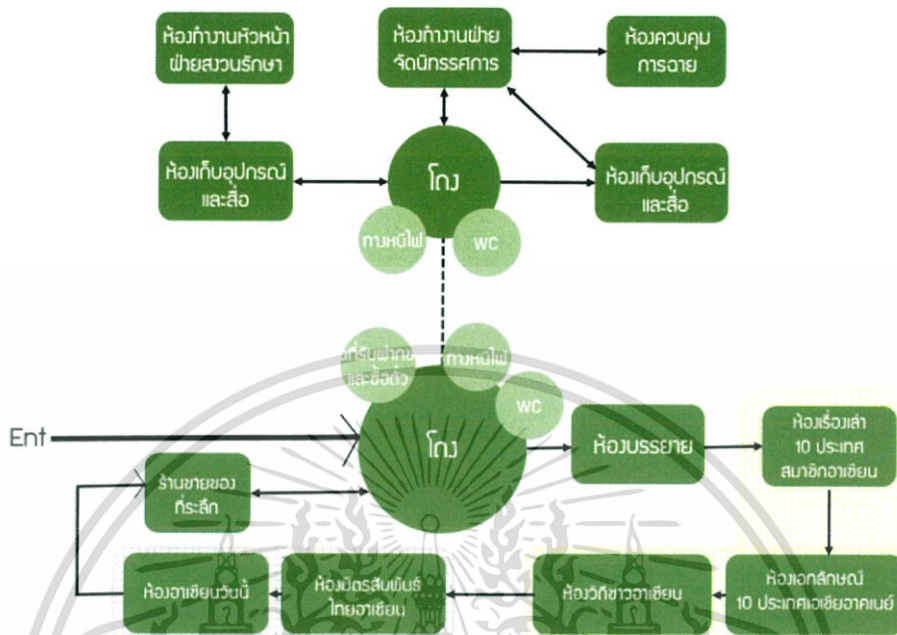 ห้องทำงานหัวหน้า
ฝ่ายสงวนรักษา
ห้องทำงานฝ่าย
จัดนิทรรศการ
ห้องควบคุม
การฉาย
ห้องเก็บอุปกรณ์
และสื่อ
โถง
ห้องเก็บอุปกรณ์
และสื่อ
ทางหนีไฟ
WC
ที่รับฝากข
และซื้อตั๋ว
ทางหนีไฟ
WC
Ent
โถง
ห้องบรรยาย
ห้องเรื่องเล่า
10 ประเทศ
สมาชิกอาเซียน
ร้านขายของ
ที่ระลึก
ห้องอาเซียนวันนี้
ห้องมิตรสัมพันธ์
ไทยอาเซียน
ห้องวิถีชาวอาเซียน
ห้องเอกลักษณ์
10 ประเทศเอเชียอาคเนย์